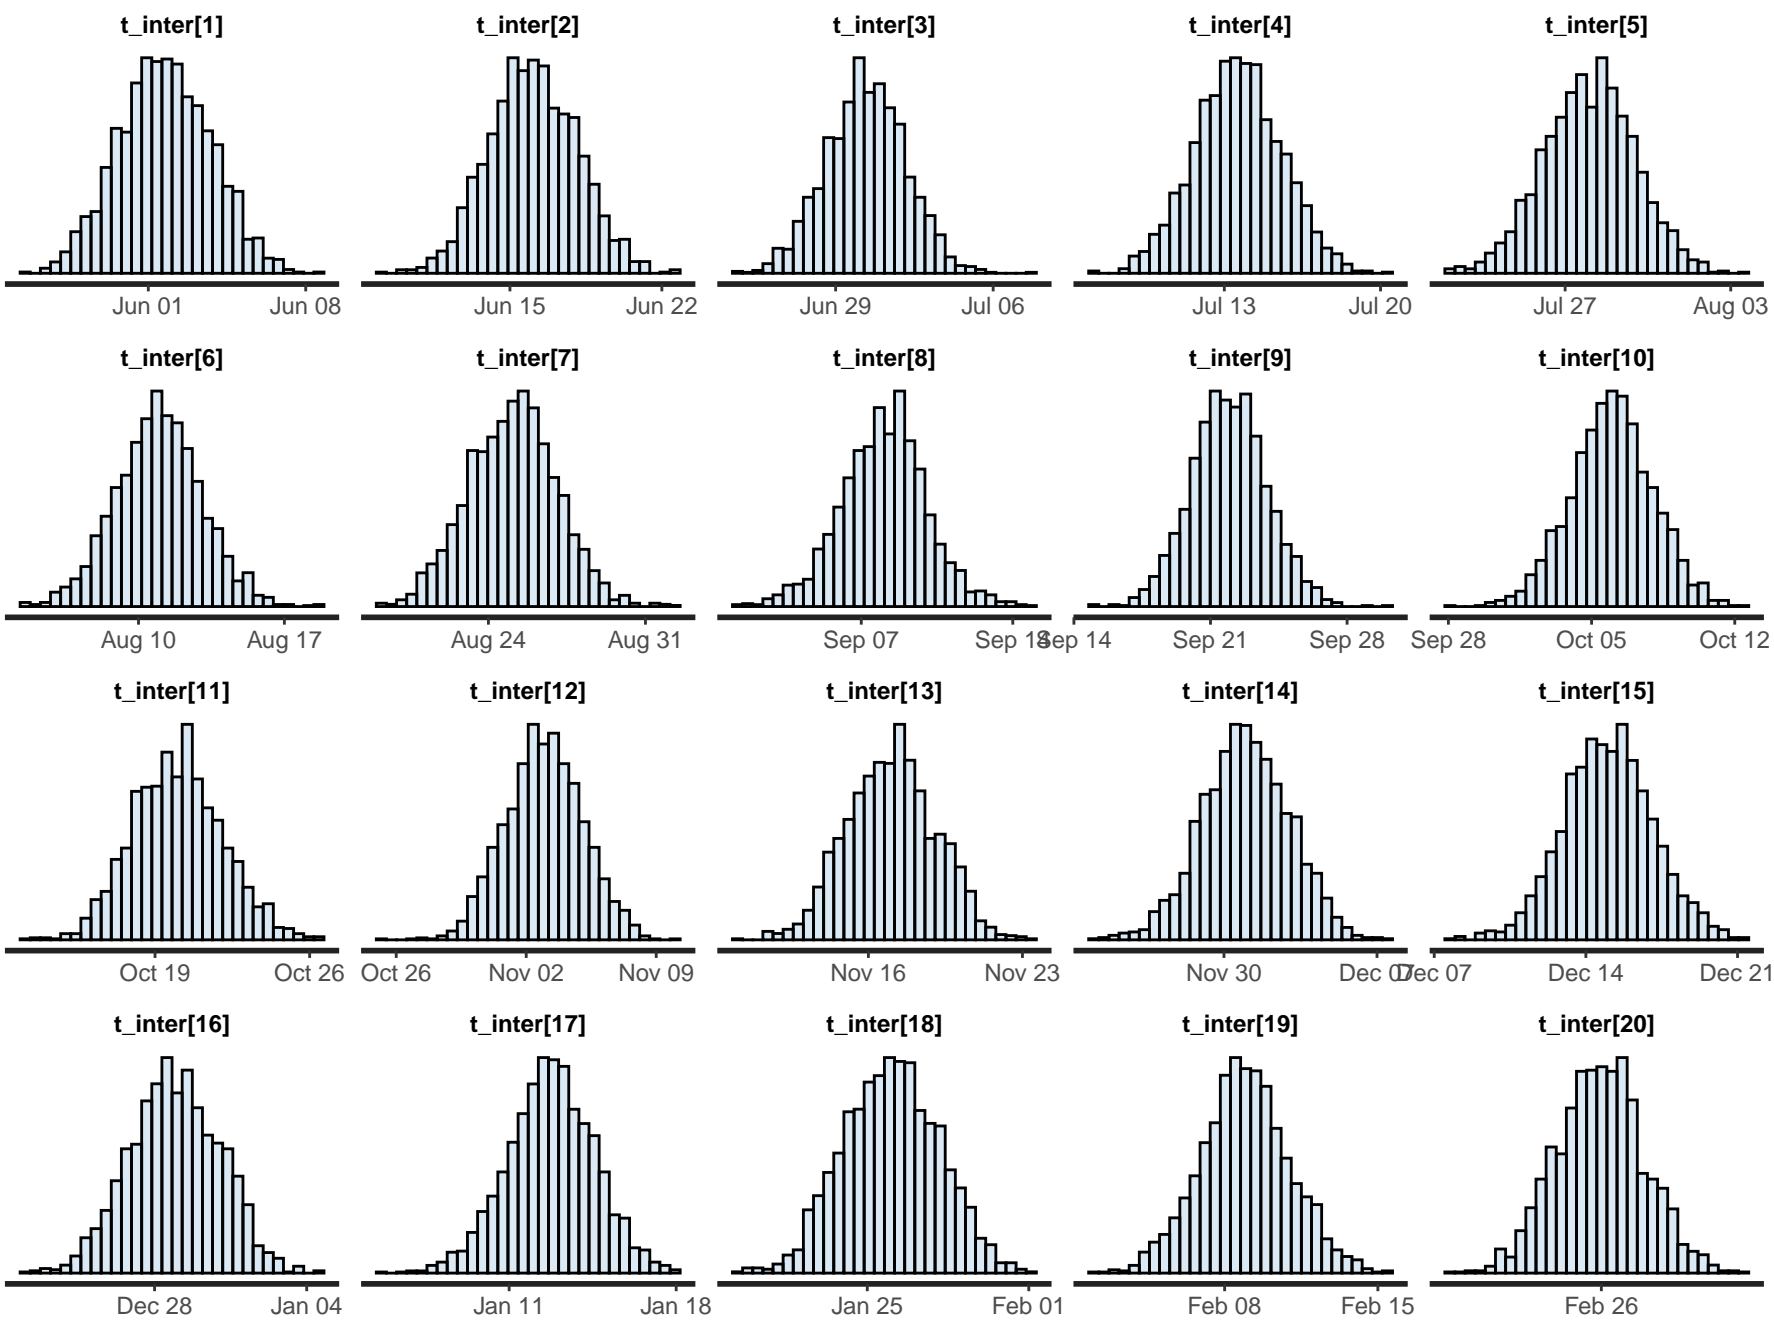 t_inter[1] t_inter[2] t_inter[3] t_inter[4] t_inter[5]
Jun 01 Jun 08 Jun 15 Jun 22 Jun 29 Jul 06 Jul 13 Jul 20 Jul 27 Aug 03
t_inter[6] t_inter[7] t_inter[8] t_inter[9] t_inter[10]
Aug 10 Aug 17 Aug 24 Aug 31 Sep 07 Sep 14 Sep 14 Sep 21 Sep 28 Sep 28 Oct 05 Oct 12
t_inter[11] t_inter[12] t_inter[13] t_inter[14] t_inter[15]
Oct 19 Oct 26 Oct 26 Nov 02 Nov 09 Nov 16 Nov 23 Nov 30 Dec 07 Dec 07 Dec 14 Dec 21
t_inter[16] t_inter[17] t_inter[18] t_inter[19] t_inter[20]
Dec 28 Jan 04 Jan 11 Jan 18 Jan 25 Feb 01 Feb 08 Feb 15 Feb 26